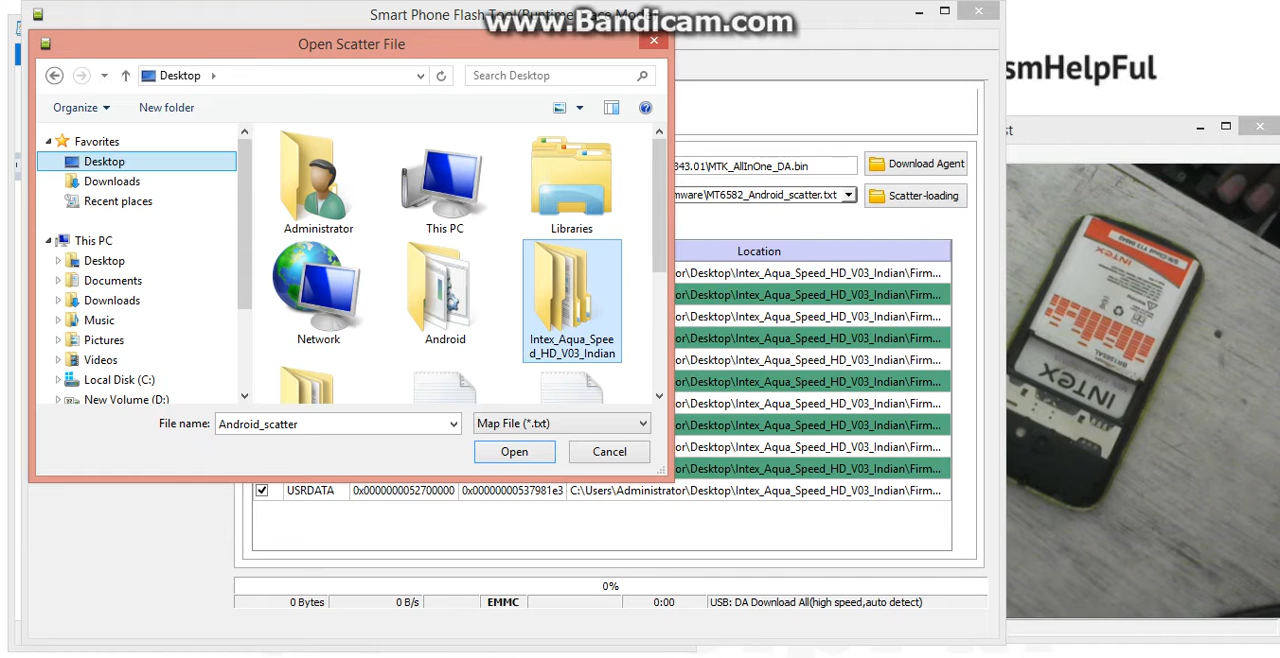 Smart Phone Flash Tool(Runtime Trace Mode)
www.Bandicam.com
Open Scatter File
smHelpFul
Desktop
Search Desktop
Organize
New folder
Favorites
Desktop
Downloads
Recent places
This PC
Desktop
Documents
Downloads
Music
Pictures
Videos
Local Disk (C:)
New Volume (D:)
Administrator
This PC
Libraries
Network
Android
Intex_Aqua_Spee
d_HD_V03_Indian
File name:
Android_scatter
Map File (*.txt)
Open
Cancel
343.01\MTK_AllInOne_DA.bin
Download Agent
mware\MT6582_Android_scatter.txt
Scatter-loading
Location
or\Desktop\Intex_Aqua_Speed_HD_V03_Indian\Firm...
or\Desktop\Intex_Aqua_Speed_HD_V03_Indian\Firm...
or\Desktop\Intex_Aqua_Speed_HD_V03_Indian\Firm...
or\Desktop\Intex_Aqua_Speed_HD_V03_Indian\Firm...
or\Desktop\Intex_Aqua_Speed_HD_V03_Indian\Firm...
or\Desktop\Intex_Aqua_Speed_HD_V03_Indian\Firm...
or\Desktop\Intex_Aqua_Speed_HD_V03_Indian\Firm...
or\Desktop\Intex_Aqua_Speed_HD_V03_Indian\Firm...
or\Desktop\Intex_Aqua_Speed_HD_V03_Indian\Firm...
or\Desktop\Intex_Aqua_Speed_HD_V03_Indian\Firm...
USRDATA 0x0000000052700000 0x00000000537981e3 C:\Users\Administrator\Desktop\Intex_Aqua_Speed_HD_V03_Indian\Firm...
0%
0 Bytes 0 B/s EMMC 0:00 USB: DA Download All(high speed,auto detect)
st
INTEX
INTEX